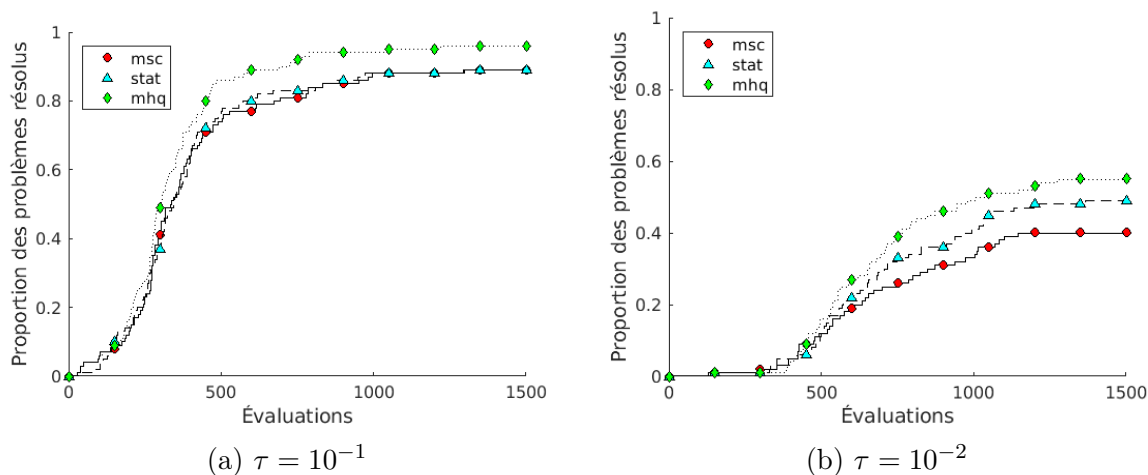 Proportion des problèmes résolus
1
0.8
0.6
0.4
0.2
0
msc
stat
mhq
0 500 1000 1500
Évaluations
(a) τ = 10⁻¹
Proportion des problèmes résolus
1
0.8
0.6
0.4
0.2
0
msc
stat
mhq
0 500 1000 1500
Évaluations
(b) τ = 10⁻²